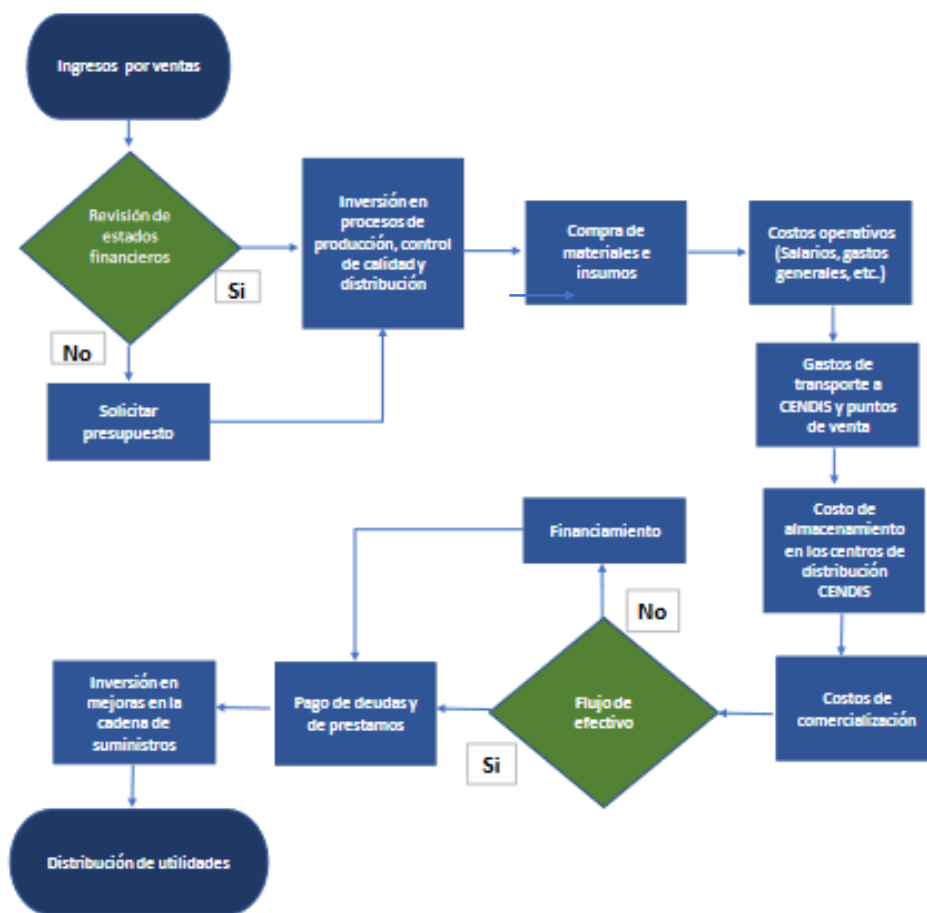 Ingresos por ventas
Revisión de
estados
financieros
Si
No
Solicitar
presupuesto
Inversión en
procesos de
producción, control
de calidad y
distribución
Compra de
materiales e
insumos
Costos operativos
(Salarios, gastos
generales, etc.)
Gastos de
transporte a
CENDIS y puntos
de venta
Costo de
almacenamiento
en los centros de
distribución
CENDIS
Costos de
comercialización
Flujo de
efectivo
No
Financiamiento
Si
Pago de deudas y
de prestamos
Inversión en
mejoras en la
cadena de
suministros
Distribución de utilidades